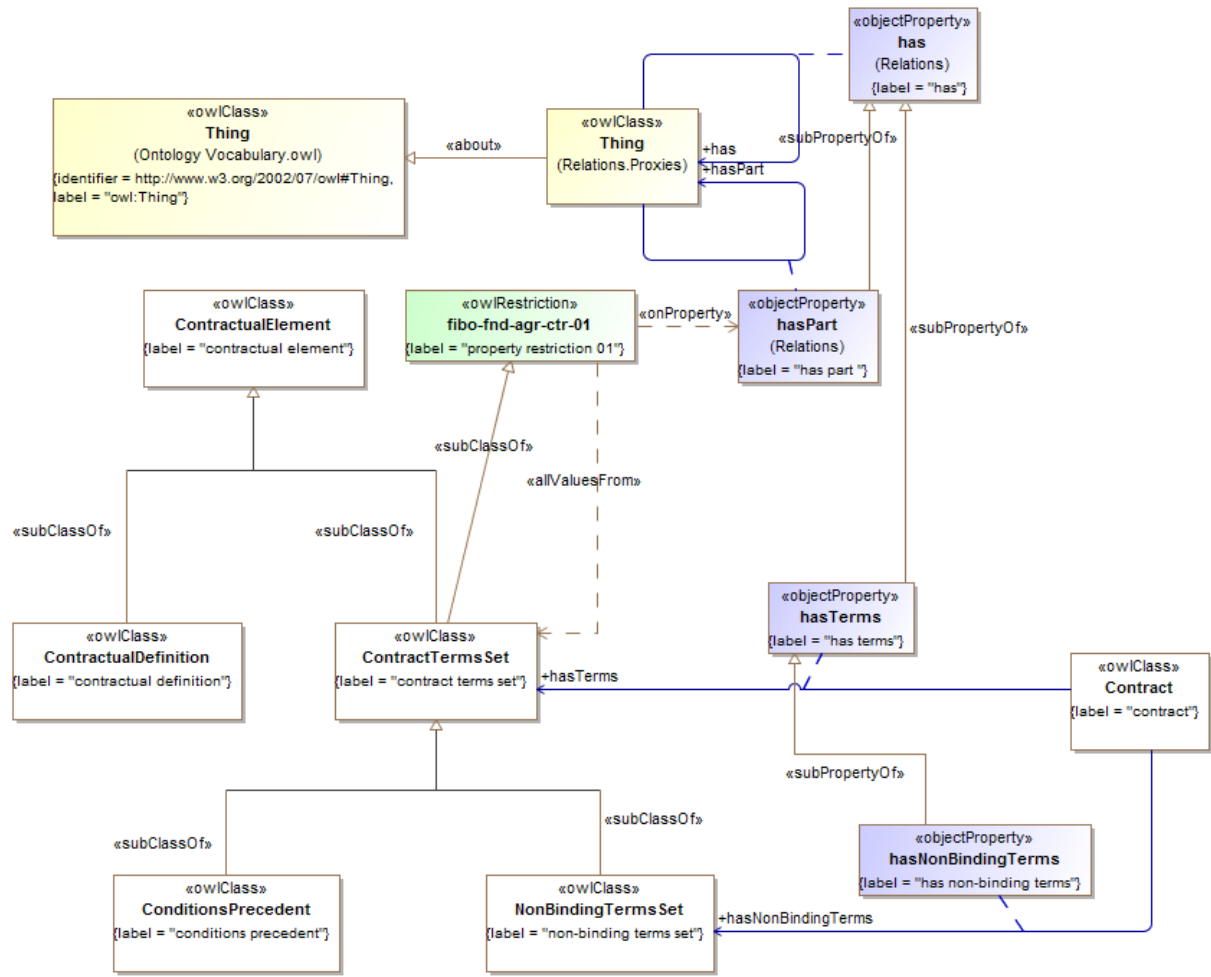 «objectProperty»
has
(Relations)
{label = "has"}
«owlClass»
Thing
(Ontology Vocabulary.owl)
{identifier = http://www.w3.org/2002/07/owl#Thing,
label = "owl:Thing"}
«about»
«owlClass»
Thing
(Relations.Proxies)
+has
+hasPart
«subPropertyOf»
«owlClass»
ContractualElement
{label = "contractual element"}
«owlRestriction»
fibo-fnd-agr-ctr-01
{label = "property restriction 01"}
«onProperty»
«objectProperty»
hasPart
(Relations)
{label = "has part "}
«subPropertyOf»
«subClassOf»
«allValuesFrom»
«subClassOf»
«subClassOf»
«objectProperty»
hasTerms
{label = "has terms"}
«owlClass»
ContractualDefinition
{label = "contractual definition"}
«owlClass»
ContractTermsSet
{label = "contract terms set"}
+hasTerms
«owlClass»
Contract
{label = "contract"}
«subPropertyOf»
«subClassOf»
«subClassOf»
«objectProperty»
hasNonBindingTerms
{label = "has non-binding terms"}
«owlClass»
ConditionsPrecedent
{label = "conditions precedent"}
«owlClass»
NonBindingTermsSet
{label = "non-binding terms set"}
+hasNonBindingTerms